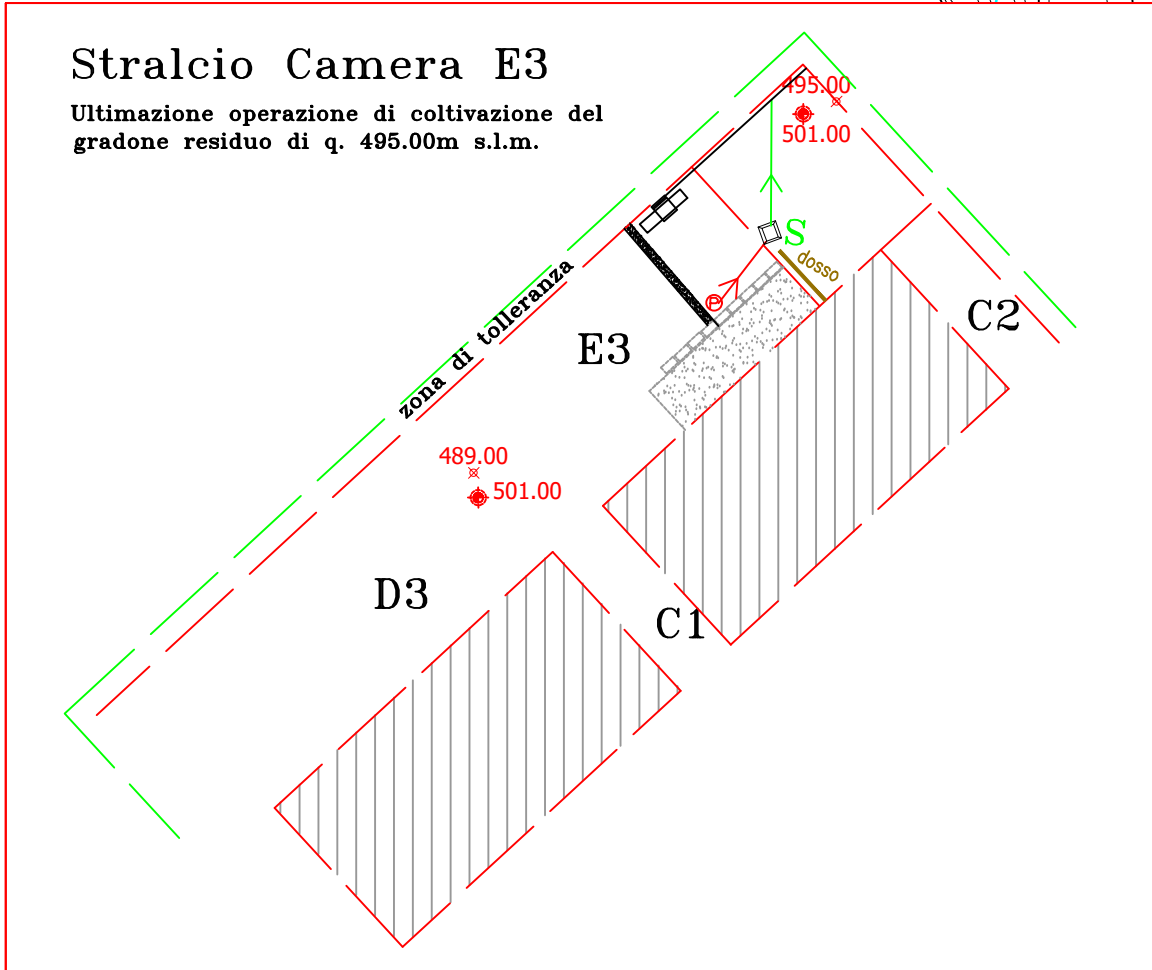 Stralcio Camera E3
Ultimazione operazione di coltivazione del
gradone residuo di q. 495.00m s.l.m.
495.00
501.00
S
dosso
P
zona di tolleranza
E3
C2
489.00
501.00
D3
C1